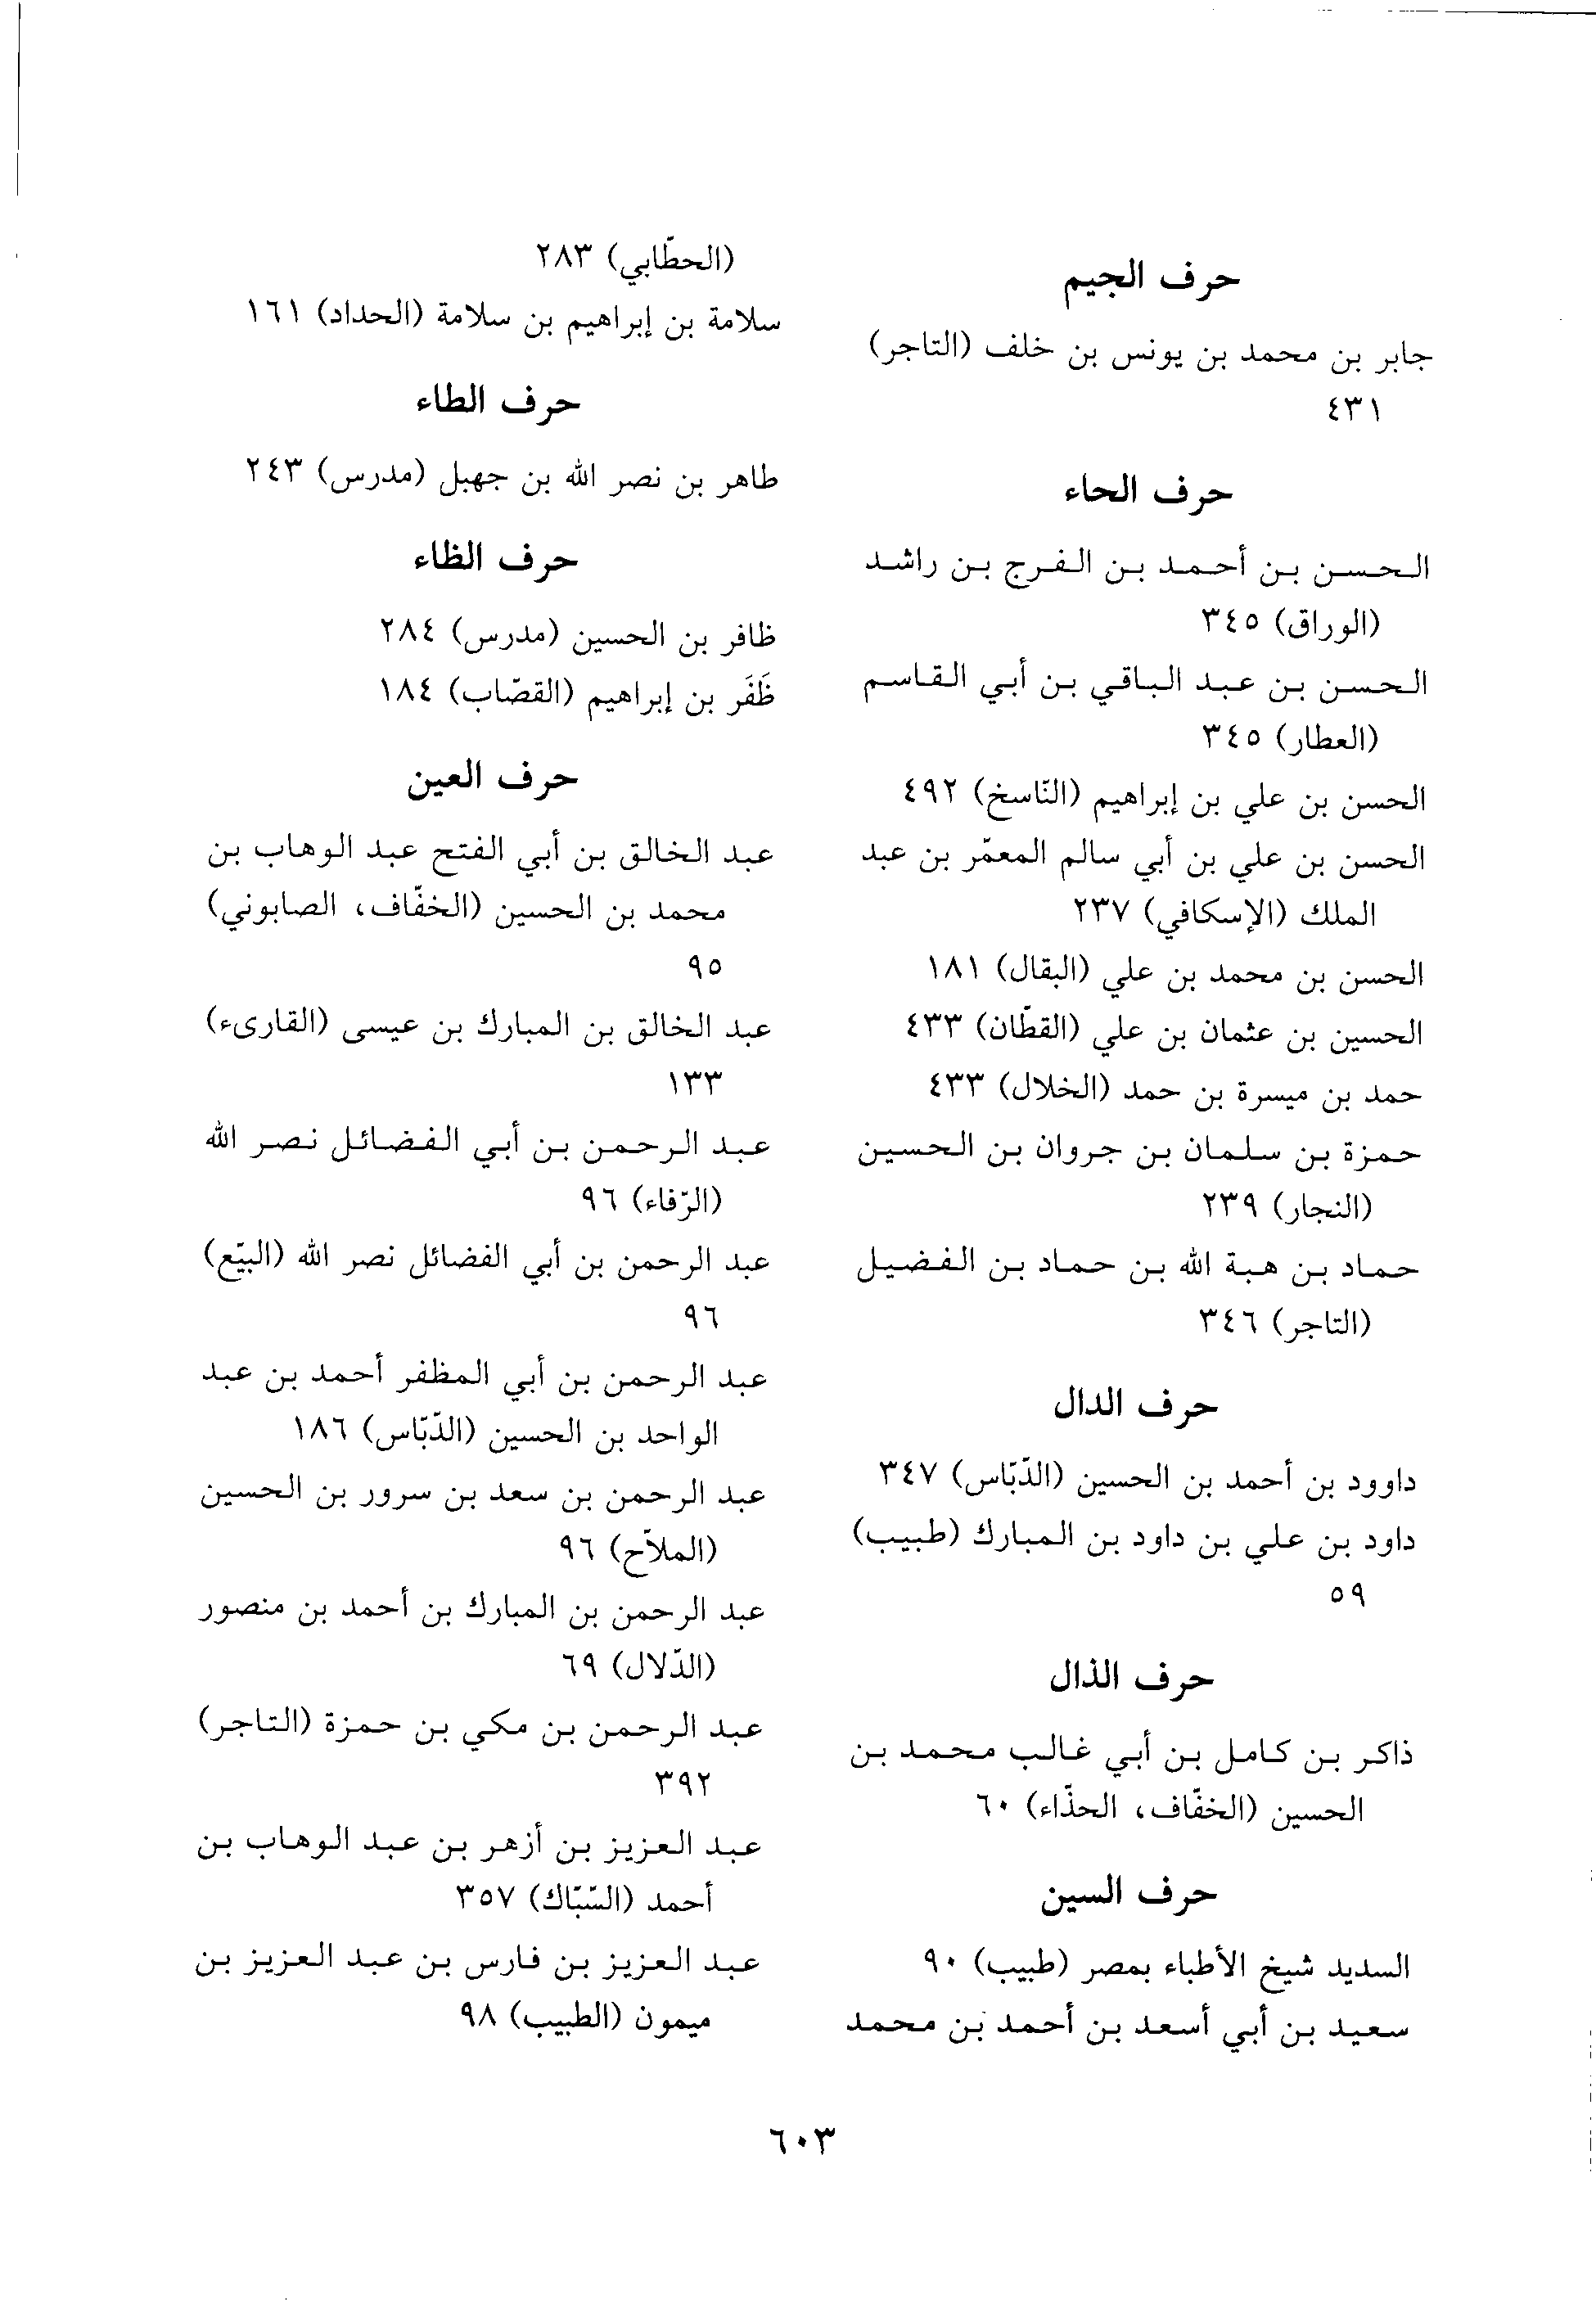 حرف الجيم
جابر بن محمد بن يونس بن خلف (التاجر)
٤٣١
حرف الحاء
الحسن بن أحمد بن الفرج بن راشد
(الوراق) ٣٤٥
الحسن بن عبد الباقي بن أبي القاسم
(العطار) ٣٤٥
الحسن بن علي بن إبراهيم (النّاسخ) ٤٩٢
الحسن بن علي بن أبي سالم المعمّر بن عبد
الملك (الإسكافي) ٢٣٧
الحسن بن محمد بن علي (البقال) ١٨١
الحسين بن عثمان بن علي (القطّان) ٤٣٣
حمد بن ميسرة بن حمد (الخلال) ٤٣٣
حمزة بن سلمان بن جروان بن الحسين
(النجار) ٢٣٩
حماد بن هبة الله بن حماد بن الفضيل
(التاجر) ٣٤٦
حرف الدال
داوود بن أحمد بن الحسين (الدّبّاس) ٣٤٧
داود بن علي بن داود بن المبارك (طبيب)
٥٩
حرف الذال
ذاكر بن كامل بن أبي غالب محمد بن
الحسين (الخفّاف، الحذّاء) ٦٠
حرف السين
السديد شيخ الأطباء بمصر (طبيب) ٩٠
سعيد بن أبي أسعد بن أحمد بن محمد
(الحطّابي) ٢٨٣
سلامة بن إبراهيم بن سلامة (الحداد) ١٦١
حرف الطاء
طاهر بن نصر الله بن جهبل (مدرس) ٢٤٣
حرف الظاء
ظافر بن الحسين (مدرس) ٢٨٤
ظَفَر بن إبراهيم (القصّاب) ١٨٤
حرف العين
عبد الخالق بن أبي الفتح عبد الوهاب بن
محمد بن الحسين (الخفّاف، الصابوني)
٩٥
عبد الخالق بن المبارك بن عيسى (القارىء)
١٣٣
عبد الرحمن بن أبي الفضائل نصر الله
(الرّفاء) ٩٦
عبد الرحمن بن أبي الفضائل نصر الله (البيّع)
٩٦
عبد الرحمن بن أبي المظفر أحمد بن عبد
الواحد بن الحسين (الدّبّاس) ١٨٦
عبد الرحمن بن سعد بن سرور بن الحسين
(الملاّح) ٩٦
عبد الرحمن بن المبارك بن أحمد بن منصور
(الدّلال) ٦٩
عبد الرحمن بن مكي بن حمزة (التاجر)
٣٩٢
عبد العزيز بن أزهر بن عبد الوهاب بن
أحمد (السّبّاك) ٣٥٧
عبد العزيز بن فارس بن عبد العزيز بن
ميمون (الطبيب) ٩٨
٦٠٣